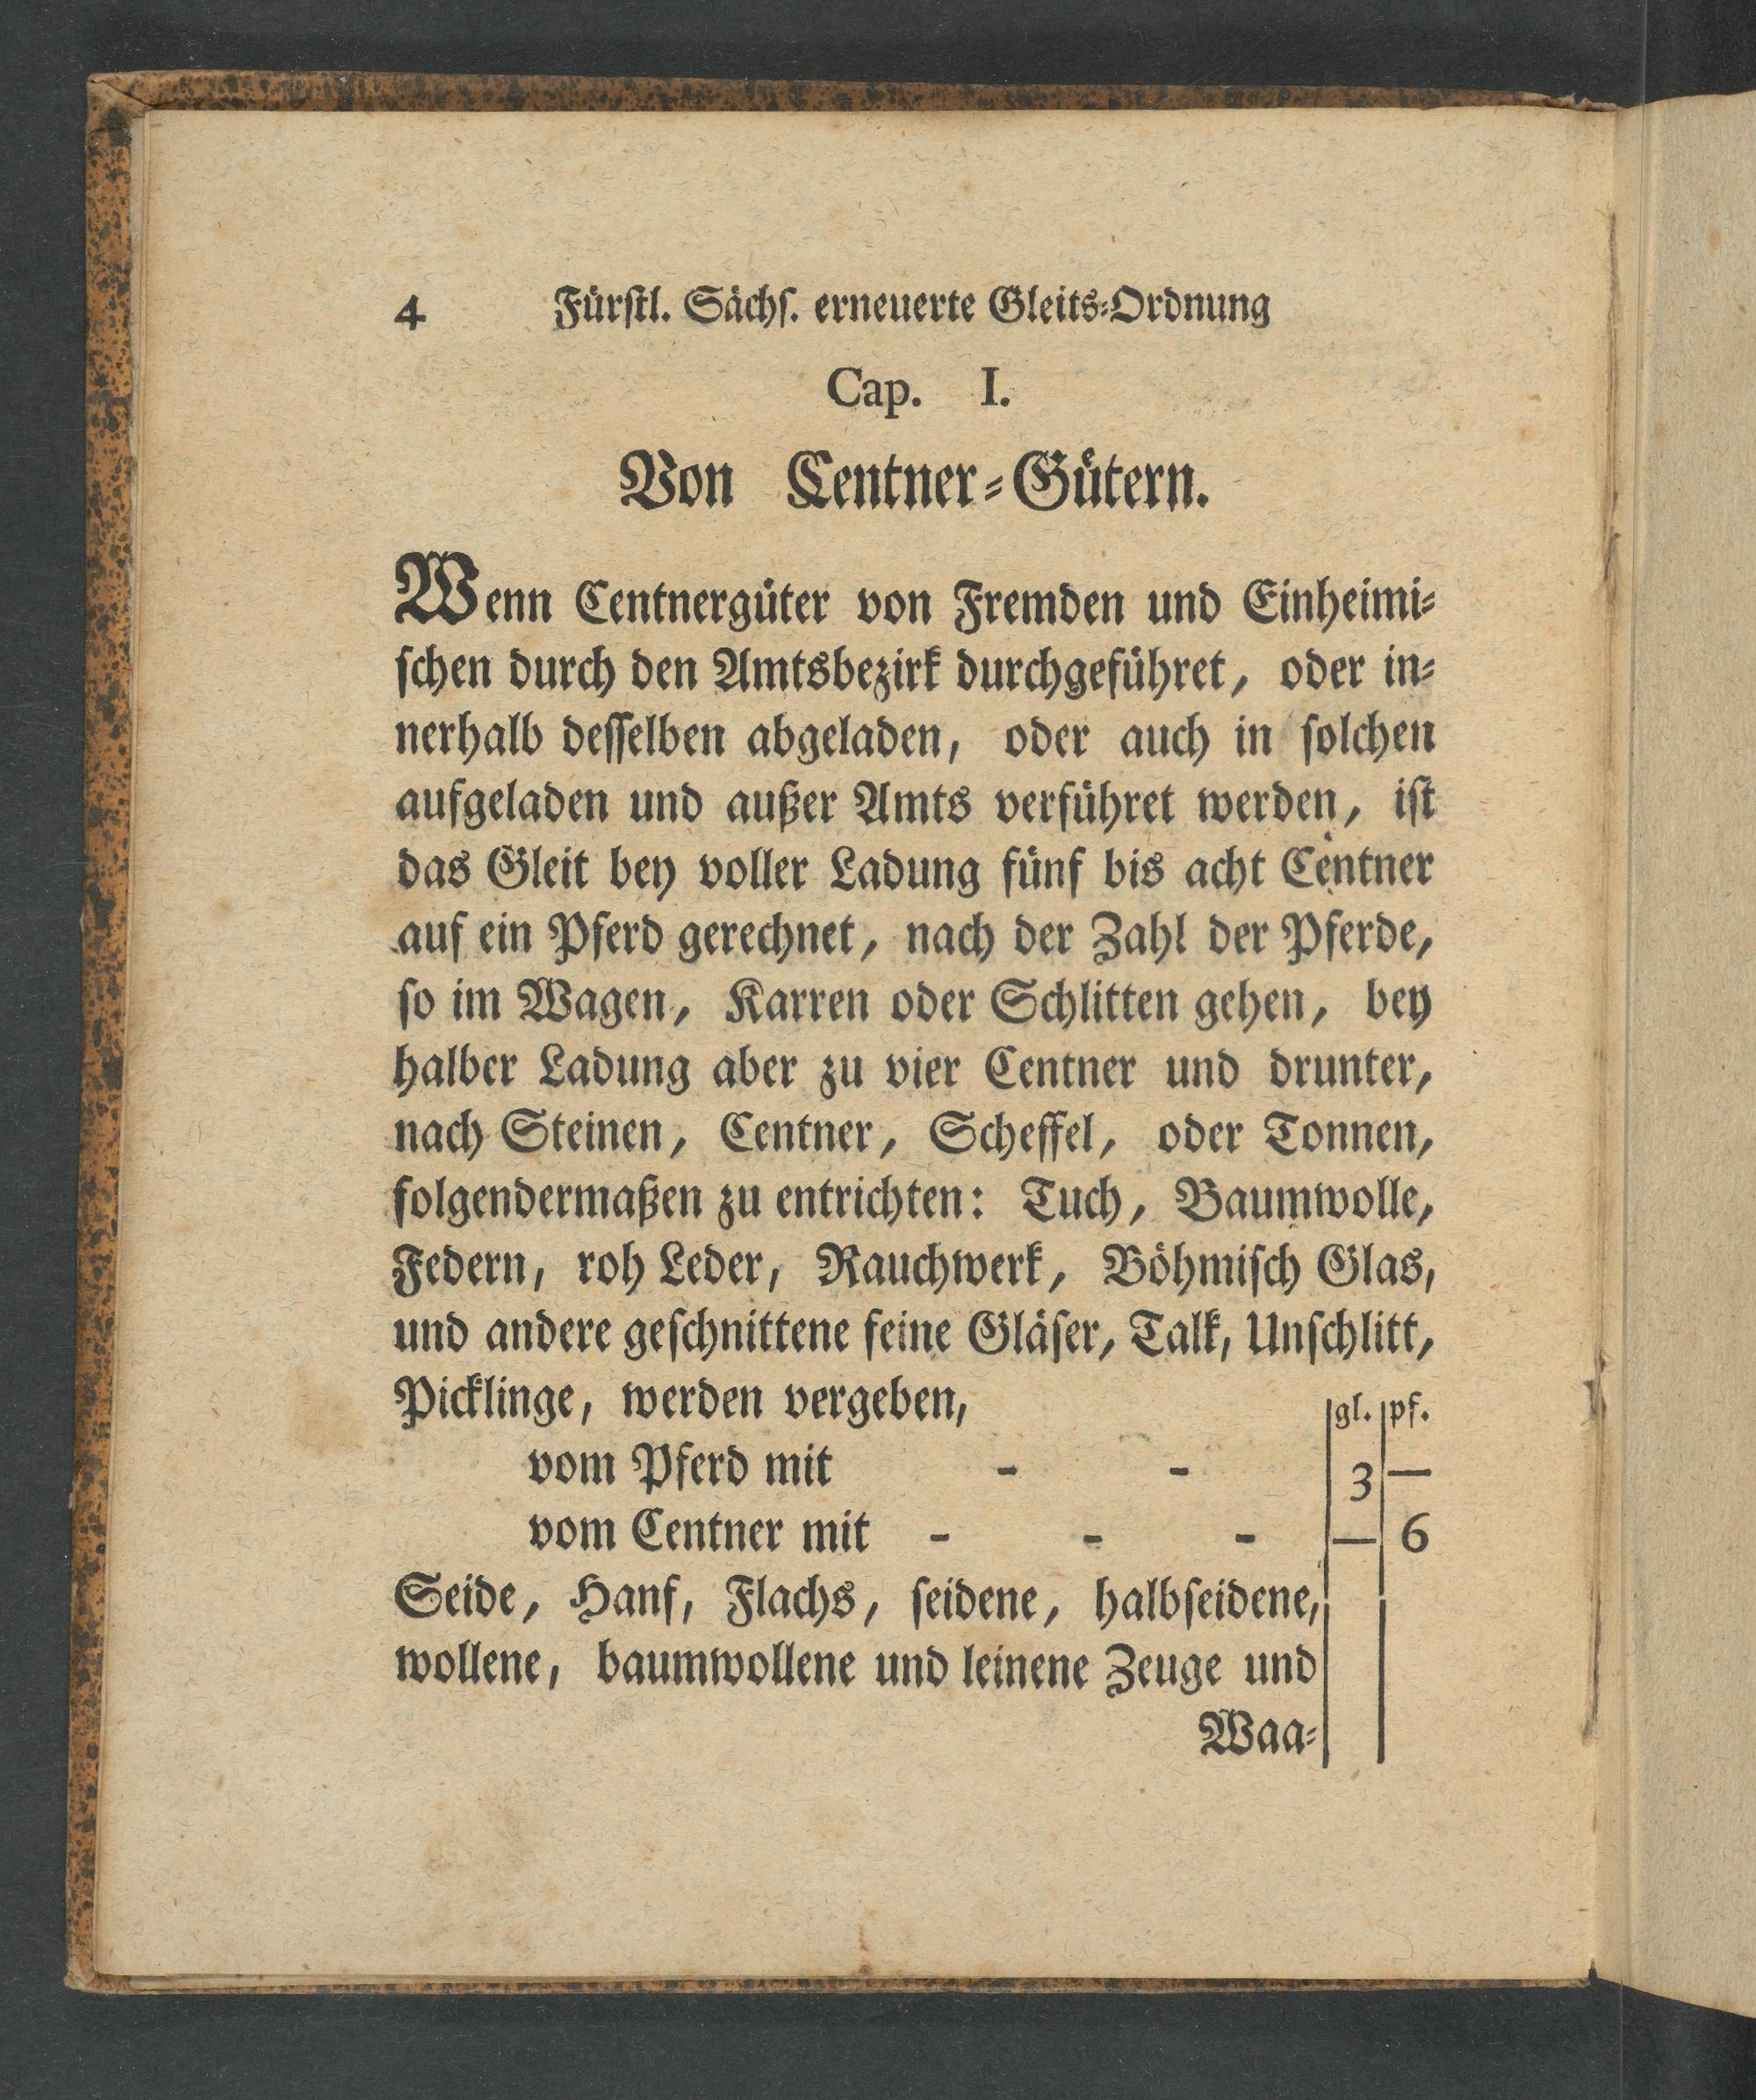 4 Fürſtl. Sächſ. erneuerte Gleits-Ordnung
Cap. I.
Von Centner-Gütern.
Wenn Centnergüter von Fremden und Einheimi-
ſchen durch den Amtsbezirk durchgeführet, oder in-
nerhalb deſſelben abgeladen, oder auch in ſolchen
aufgeladen und außer Amts verführet werden, iſt
das Gleit bey voller Ladung fünf bis acht Centner
auf ein Pferd gerechnet, nach der Zahl der Pferde,
ſo im Wagen, Karren oder Schlitten gehen, bey
halber Ladung aber zu vier Centner und drunter,
nach Steinen, Centner, Scheffel, oder Tonnen,
folgendermaßen zu entrichten: Tuch, Baumwolle,
Federn, roh Leder, Rauchwerk, Böhmiſch Glas,
und andere geſchnittene feine Gläſer, Talk, Unſchlitt,
Picklinge, werden vergeben, gl. pf.
vom Pferd mit - - 3 —
vom Centner mit - - - — 6
Seide, Hanf, Flachs, ſeidene, halbſeidene,
wollene, baumwollene und leinene Zeuge und
Waa-